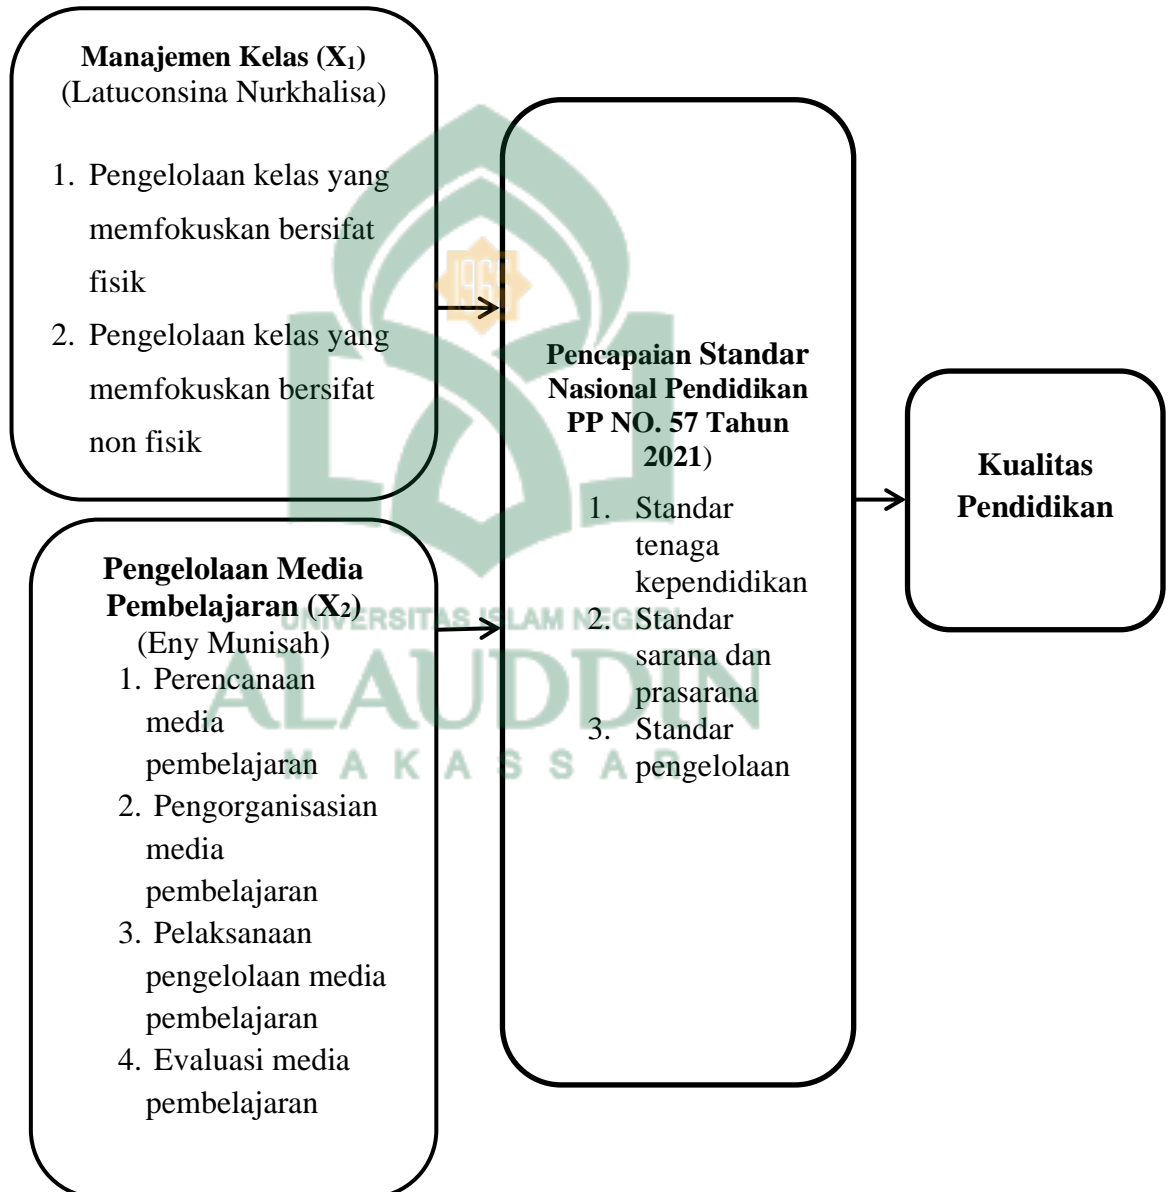 Manajemen Kelas (X1)
(Latuconsina Nurkhalisa)
1. Pengelolaan kelas yang
memfokuskan bersifat
fisik
2. Pengelolaan kelas yang
memfokuskan bersifat
non fisik
Pengelolaan Media
Pembelajaran (X2)
(Eny Munisah)
1. Perencanaan
media
pembelajaran
2. Pengorganisasian
media
pembelajaran
3. Pelaksanaan
pengelolaan media
pembelajaran
4. Evaluasi media
pembelajaran
Pencapaian Standar
Nasional Pendidikan
PP NO. 57 Tahun
2021)
1. Standar
tenaga
kependidikan
2. Standar
sarana dan
prasarana
3. Standar
pengelolaan
Kualitas
Pendidikan
1965
UNIVERSITAS ISLAM NEGERI
ALAUDDIN
MAKASSAR